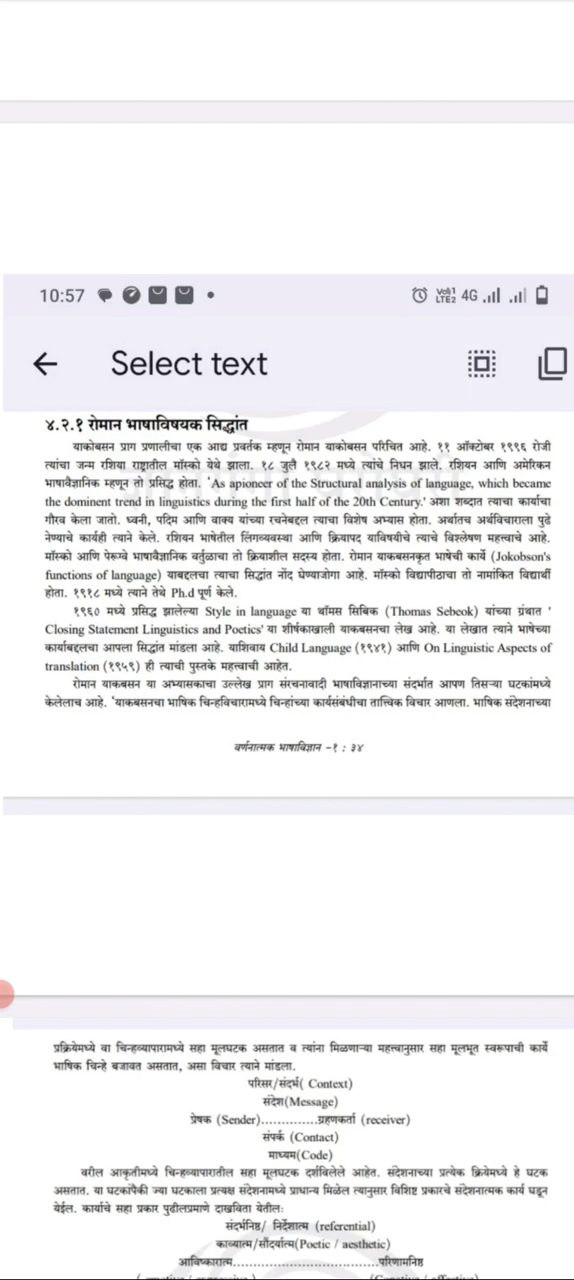 10:57
Vo)) 1 LTE2 4G
Select text
४.२.१ रोमान भाषाविषयक सिद्धांत
याकोबसन प्राग प्रणालीचा एक आद्य प्रवर्तक म्हणून रोमान याकोबसन परिचित आहे. ११ ऑक्टोबर १९९६ रोजी
त्यांचा जन्म रशिया राष्ट्रातील मॉस्को येथे झाला. १८ जुलै १९८२ मध्ये त्यांचे निधन झाले. रशियन आणि अमेरिकन
भाषावैज्ञानिक म्हणून तो प्रसिद्ध होता. 'As apioneer of the Structural analysis of language, which became
the dominent trend in linguistics during the first half of the 20th Century.' अशा शब्दात त्याचा कार्याचा
गौरव केला जातो. ध्वनी, पदिम आणि वाक्य यांच्या रचनेबद्दल त्याचा विशेष अभ्यास होता. अर्थातच अर्थविचाराला पुढे
नेण्याचे कार्यही त्याने केले. रशियन भाषेतील लिंगव्यवस्था आणि क्रियापद याविषयीचे त्याचे विश्लेषण महत्त्वाचे आहे.
मॉस्को आणि पेरूग्वे भाषावैज्ञानिक वर्तुळाचा तो क्रियाशील सदस्य होता. रोमान याकबसनकृत भाषेची कार्ये (Jokobson's
functions of language) याबद्दलचा त्याचा सिद्धांत नोंद घेण्याजोगा आहे. मॉस्को विद्यापीठाचा तो नामांकित विद्यार्थी
होता. १९१८ मध्ये त्याने तेथे Ph.d पूर्ण केले.
१९६० मध्ये प्रसिद्ध झालेल्या Style in language या थॉमस सिबिक (Thomas Sebeok) यांच्या ग्रंथात '
Closing Statement Linguistics and Poetics' या शीर्षकाखाली याकबसनचा लेख आहे. या लेखात त्याने भाषेच्या
कार्याबद्दलचा आपला सिद्धांत मांडला आहे. याशिवाय Child Language (१९४१) आणि On Linguistic Aspects of
translation (१९५९) ही त्याची पुस्तके महत्त्वाची आहेत.
रोमान याकबसन या अभ्यासकाचा उल्लेख प्राग संरचनावादी भाषाविज्ञानाच्या संदर्भात आपण तिसऱ्या घटकांमध्ये
केलेलाच आहे. 'याकबसनचा भाषिक चिन्हविचारामध्ये चिन्हांच्या कार्यसंबंधीचा तात्त्विक विचार आणला. भाषिक संदेशनाच्या
वर्णनात्मक भाषाविज्ञान -१ : ३४
प्रक्रियेमध्ये वा चिन्हव्यापारामध्ये सहा मूलघटक असतात व त्यांना मिळणाऱ्या महत्त्वानुसार सहा मूलभूत स्वरूपाची कार्ये
भाषिक चिन्हे बजावत असतात, असा विचार त्याने मांडला.
परिसर/संदर्भ( Context)
संदेश(Message)
प्रेषक (Sender)..............ग्रहणकर्ता (receiver)
संपर्क (Contact)
माध्यम(Code)
वरील आकृतीमध्ये चिन्हव्यापारातील सहा मूलघटक दर्शविलेले आहेत. संदेशनाच्या प्रत्येक क्रियेमध्ये हे घटक
असतात. या घटकांपैकी ज्या घटकाला प्रत्यक्ष संदेशनामध्ये प्राधान्य मिळेल त्यानुसार विशिष्ट प्रकारचे संदेशनात्मक कार्य घडून
येईल. कार्याचे सहा प्रकार पुढीलप्रमाणे दाखविता येतीलः
संदर्भनिष्ठ/ निर्देशात्म (referential)
काव्यात्म/सौंदर्यात्म(Poetic / aesthetic)
आविष्कारात्म...................................परिणामनिष्ठ